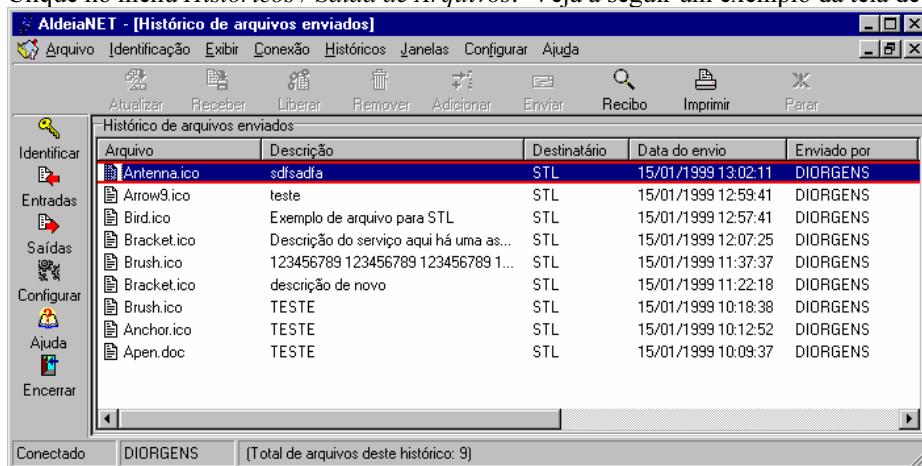 Clique no menu Históricos / Saída de Arquivos. Veja a seguir um exemplo da tela de
AldeiaNET - [Histórico de arquivos enviados]
Arquivo Identificação Exibir Conexão Históricos Janelas Configurar Ajuda
Atualizar Receber Liberar Remover Adicionar Enviar Recibo Imprimir Parar
Identificar
Entradas
Saídas
Configurar
Ajuda
Encerrar
Histórico de arquivos enviados
Arquivo Descrição Destinatário Data do envio Enviado por
Antenna.ico sdfsadfa STL 15/01/1999 13:02:11 DIORGENS
Arrow9.ico teste STL 15/01/1999 12:59:41 DIORGENS
Bird.ico Exemplo de arquivo para STL STL 15/01/1999 12:57:41 DIORGENS
Bracket.ico Descrição do serviço aqui há uma as... STL 15/01/1999 12:07:25 DIORGENS
Brush.ico 123456789 123456789 123456789 1... STL 15/01/1999 11:37:37 DIORGENS
Bracket.ico descrição de novo STL 15/01/1999 11:22:18 DIORGENS
Brush.ico TESTE STL 15/01/1999 10:18:38 DIORGENS
Anchor.ico TESTE STL 15/01/1999 10:12:52 DIORGENS
Apen.doc TESTE STL 15/01/1999 10:09:37 DIORGENS
Conectado DIORGENS (Total de arquivos deste histórico: 9)